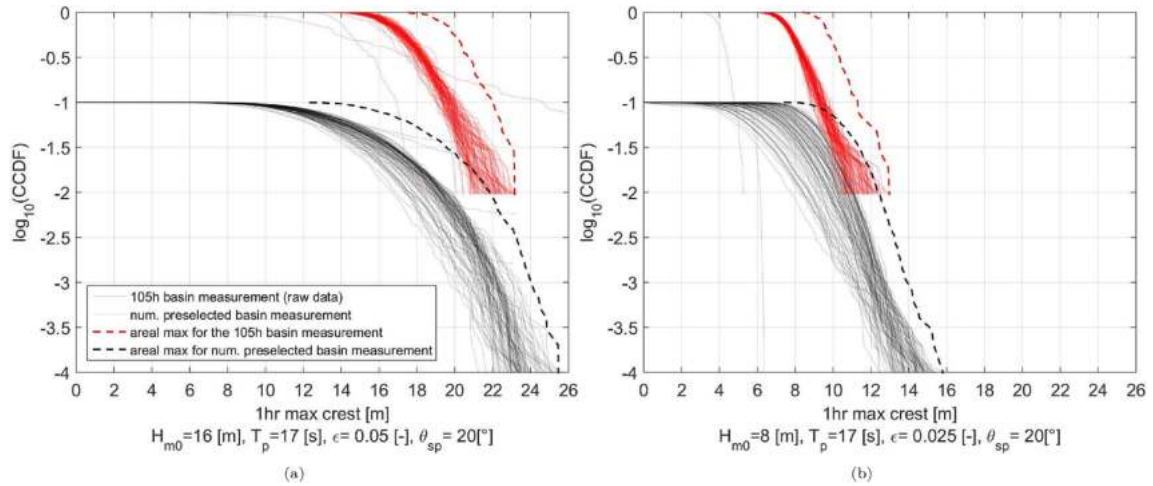 0
-0.5
-1
-1.5
-2
-2.5
-3
-3.5
-4
log10(CCDF)
105h basin measurement (raw data)
num. preselected basin measurement
areal max for the 105h basin measurement
areal max for num. preselected basin measurement
0 2 4 6 8 10 12 14 16 18 20 22 24 26
1hr max crest [m]
Hm0=16 [m], Tp=17 [s], ϵ= 0.05 [-], θsp= 20[°]
(a)
0
-0.5
-1
-1.5
-2
-2.5
-3
-3.5
-4
log10(CCDF)
0 2 4 6 8 10 12 14 16 18 20 22 24 26
1hr max crest [m]
Hm0=8 [m], Tp=17 [s], ϵ= 0.025 [-], θsp= 20[°]
(b)